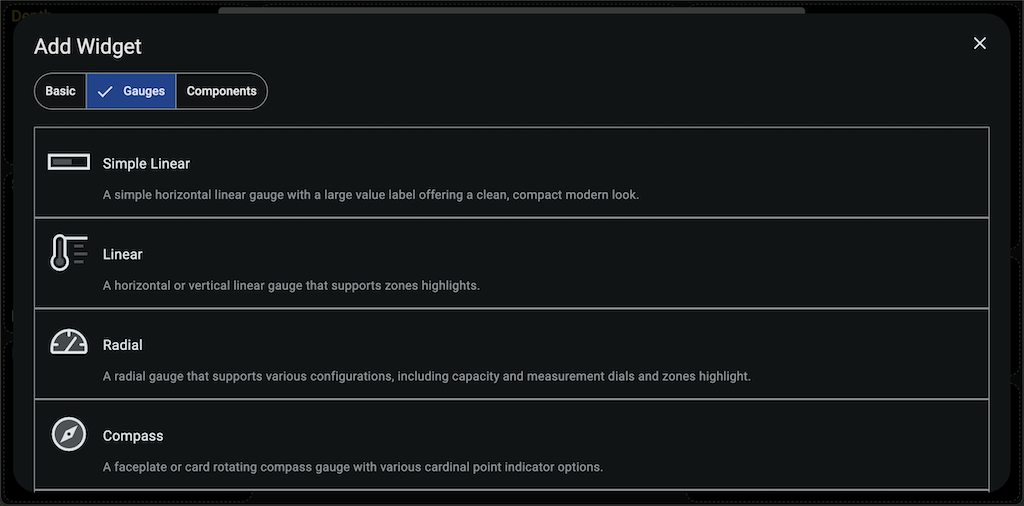 Depth
Add Widget
Basic
Gauges
Components
Simple Linear
A simple horizontal linear gauge with a large value label offering a clean, compact modern look.
Linear
A horizontal or vertical linear gauge that supports zones highlights.
Radial
A radial gauge that supports various configurations, including capacity and measurement dials and zones highlight.
Compass
A faceplate or card rotating compass gauge with various cardinal point indicator options.